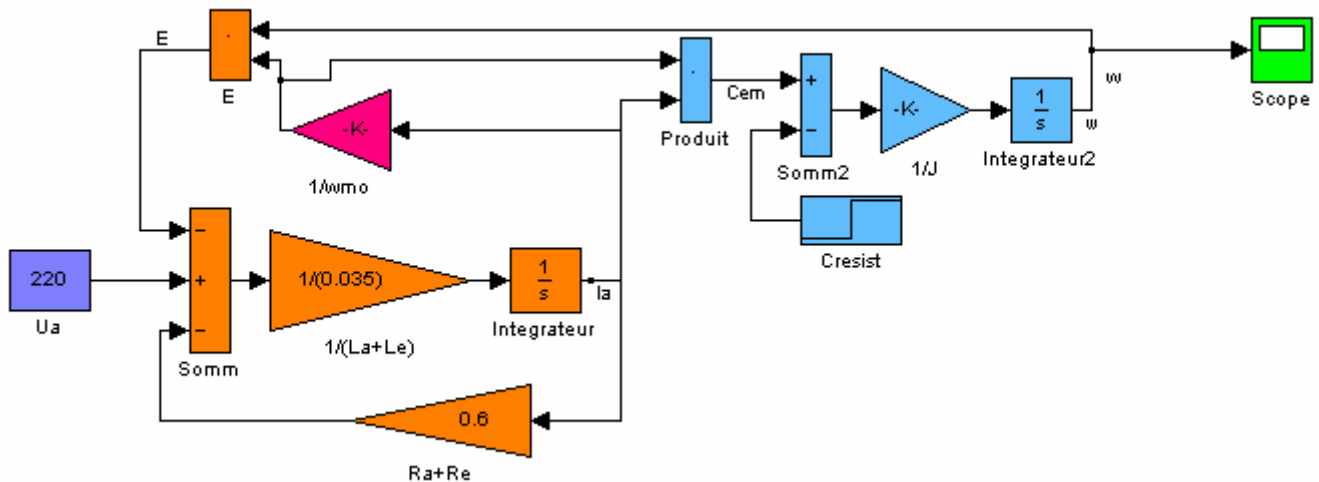 E
E
-K-
1/wmo
Produit
Cem
+
−
Somm2
-K-
1/J
1
s
Integrateur2
w
w
Scope
Cresist
220
Ua
−
+
−
Somm
1/(0.035)
1/(La+Le)
1
s
Integrateur
Ia
0.6
Ra+Re